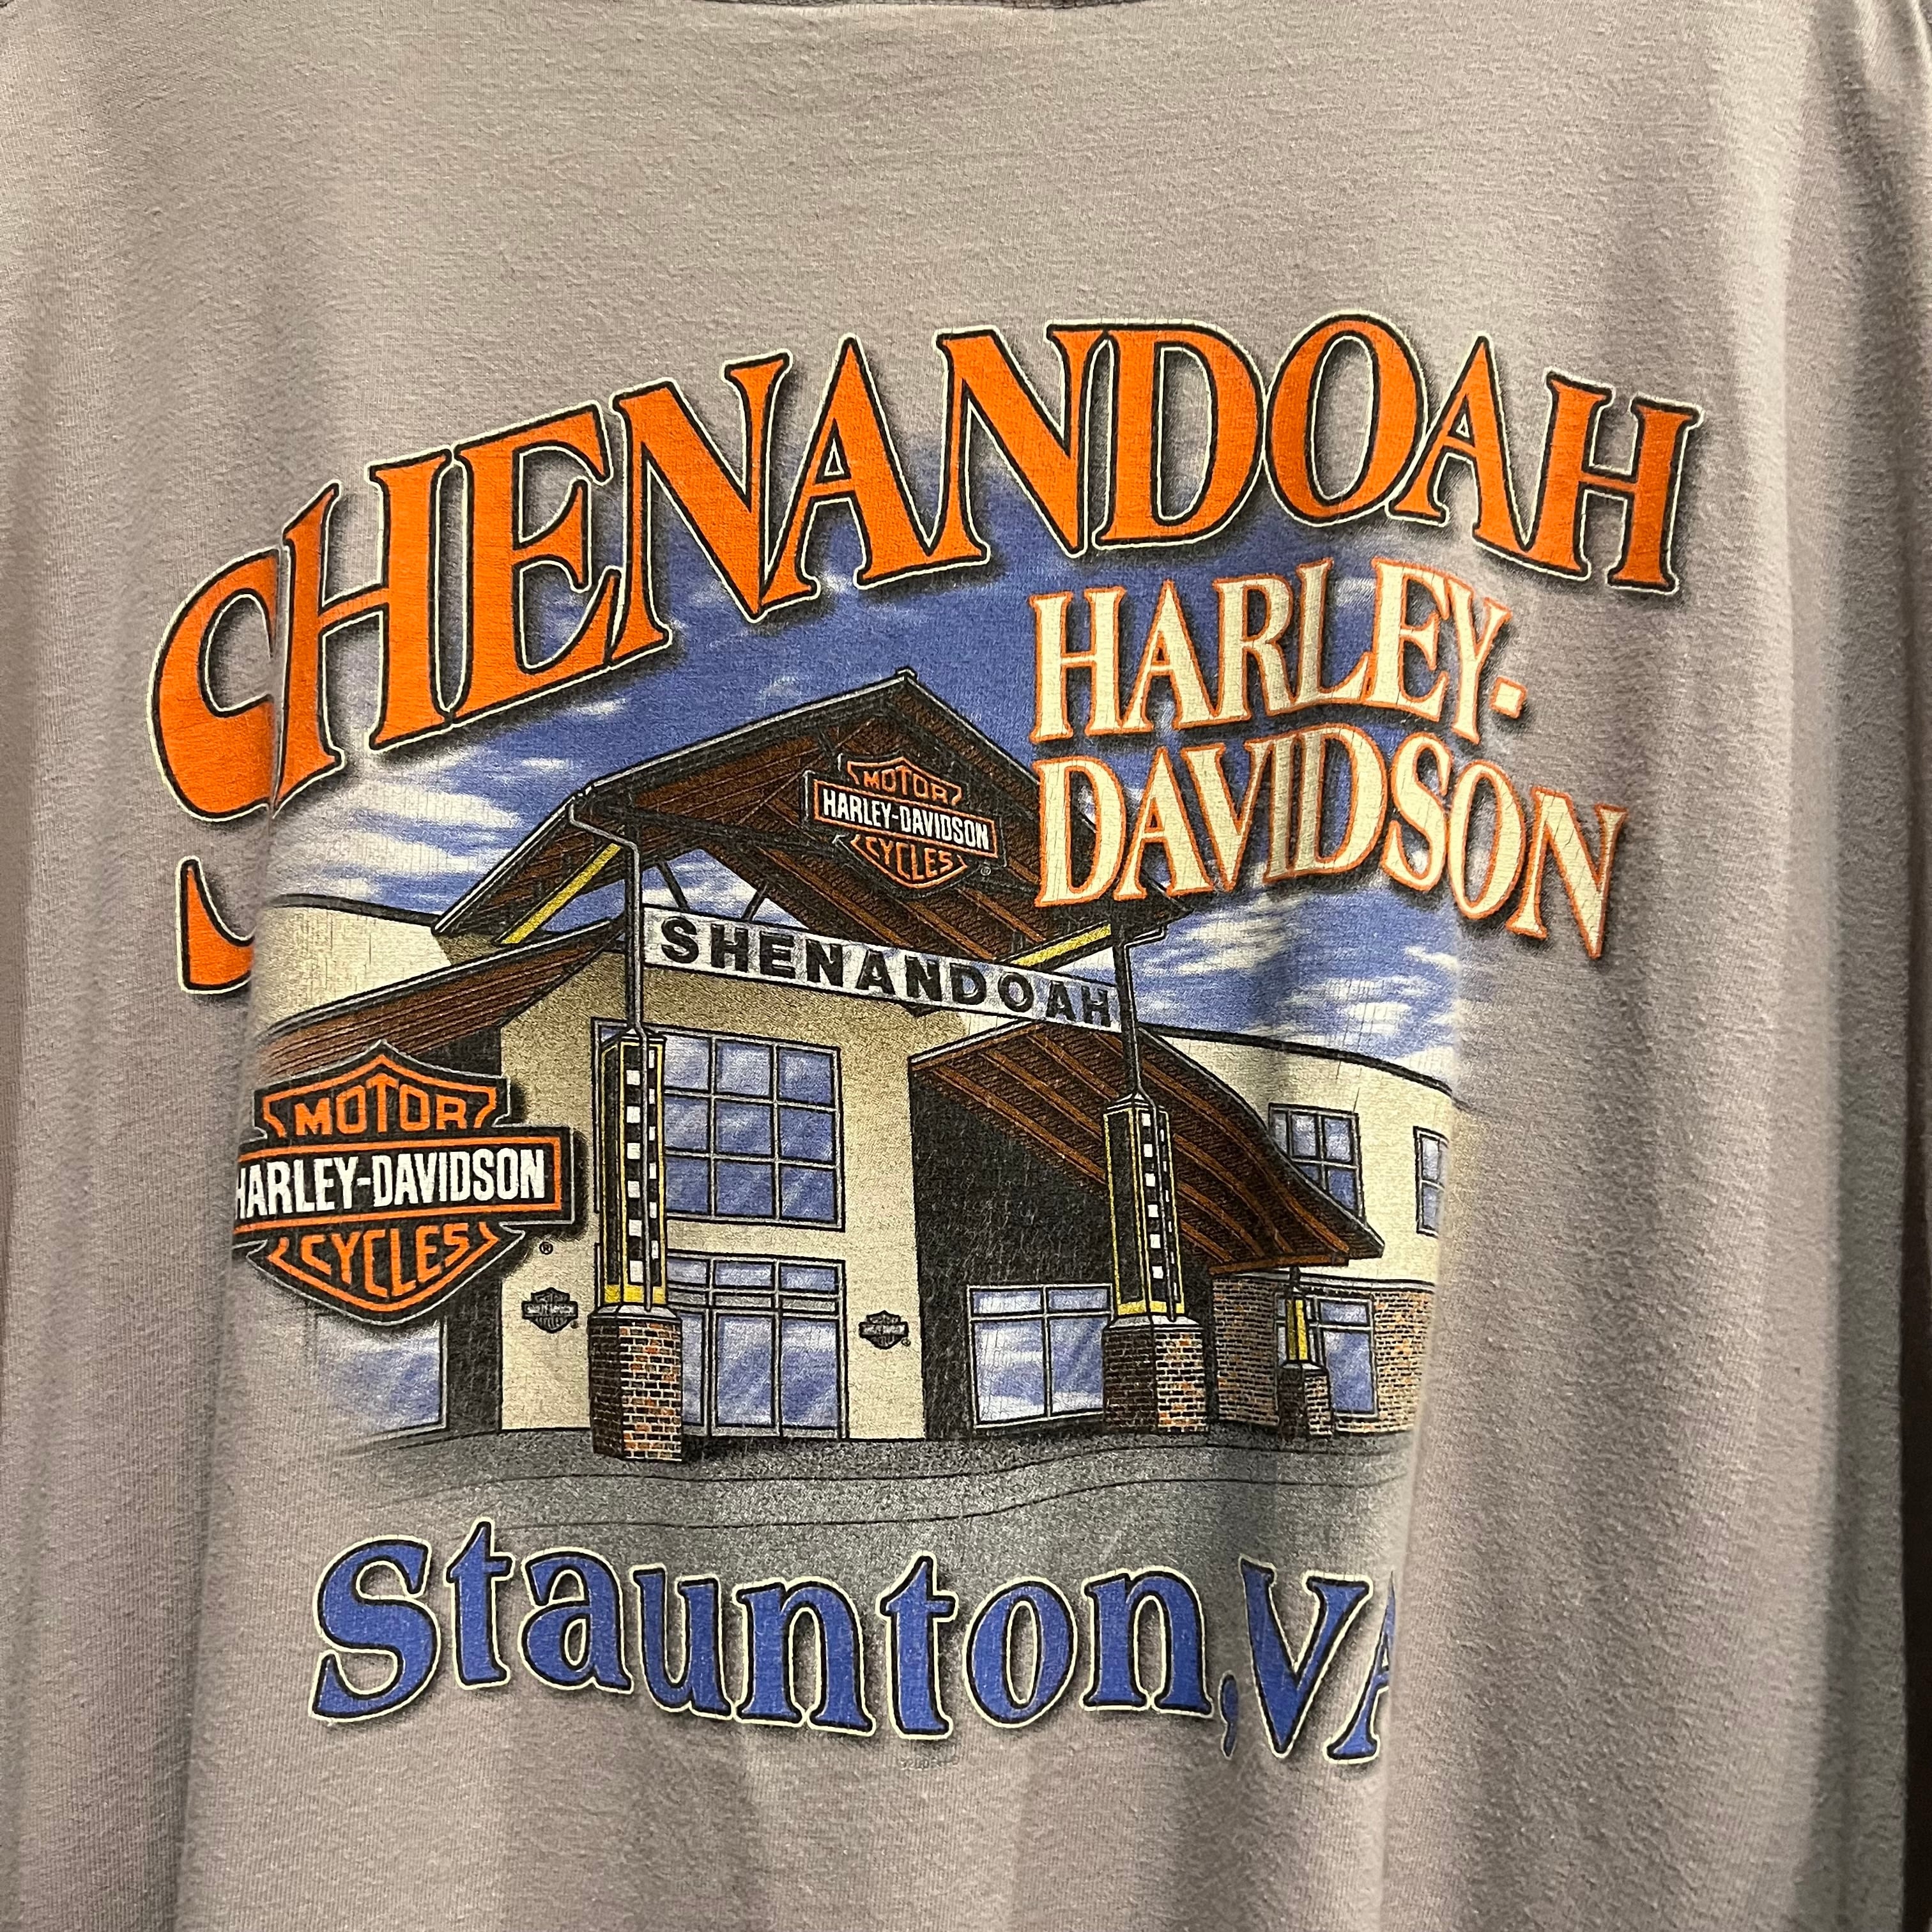 SHENANDOAH
HARLEY-
DAVIDSON
MOTOR
HARLEY-DAVIDSON
CYCLES
®
SHENANDOAH
MOTOR
HARLEY-DAVIDSON
CYCLES
®
Staunton, VA